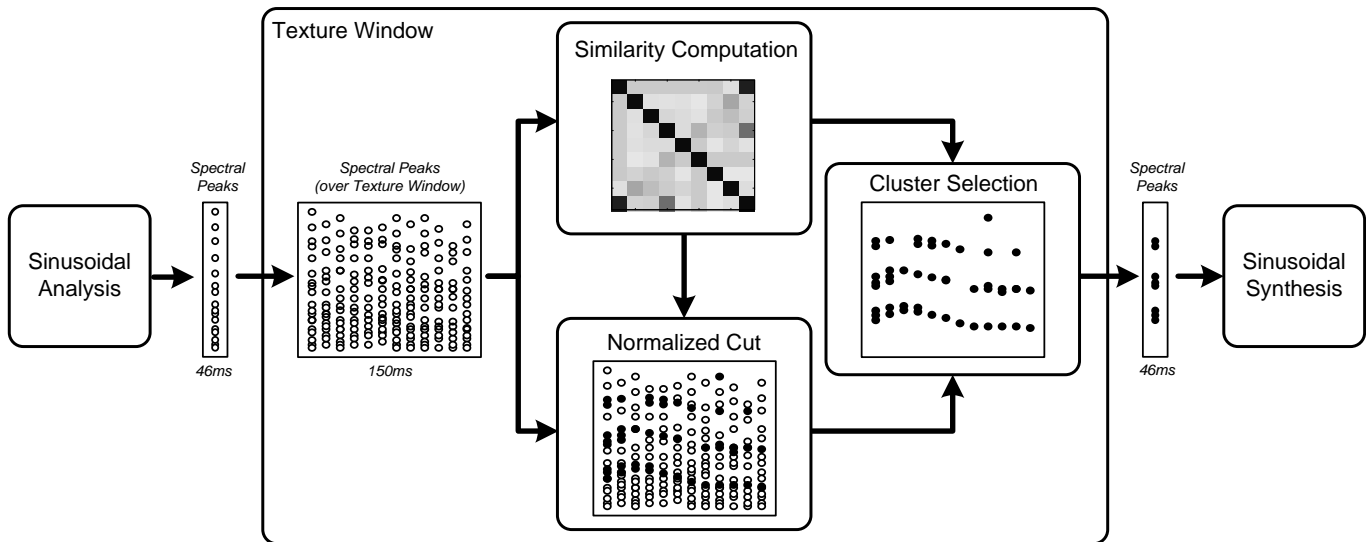 Texture Window
Similarity Computation
Spectral
Peaks
Spectral Peaks
(over Texture Window)
Cluster Selection
Spectral
Peaks
Sinusoidal
Analysis
Sinusoidal
Synthesis
Normalized Cut
46ms
150ms
46ms